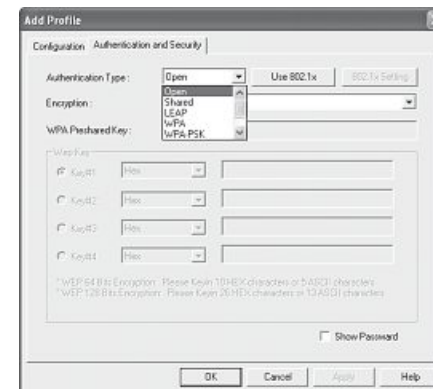 Add Profile
Configuration Authentication and Security
Authentication Type : Open Use 802.1x 802.1x Setting
Open
Encryption : Shared
LEAP
WPA
WPA Preshared Key : WPA-PSK
Wep Key
Key#1 Hex
Key#2 Hex
Key#3 Hex
Key#4 Hex
* WEP 64 Bits Encryption : Please Keyin 10 HEX characters or 5 ASCII characters
* WEP 128 Bits Encryption : Please Keyin 26 HEX characters or 13 ASCII characters
Show Password
OK Cancel Apply Help